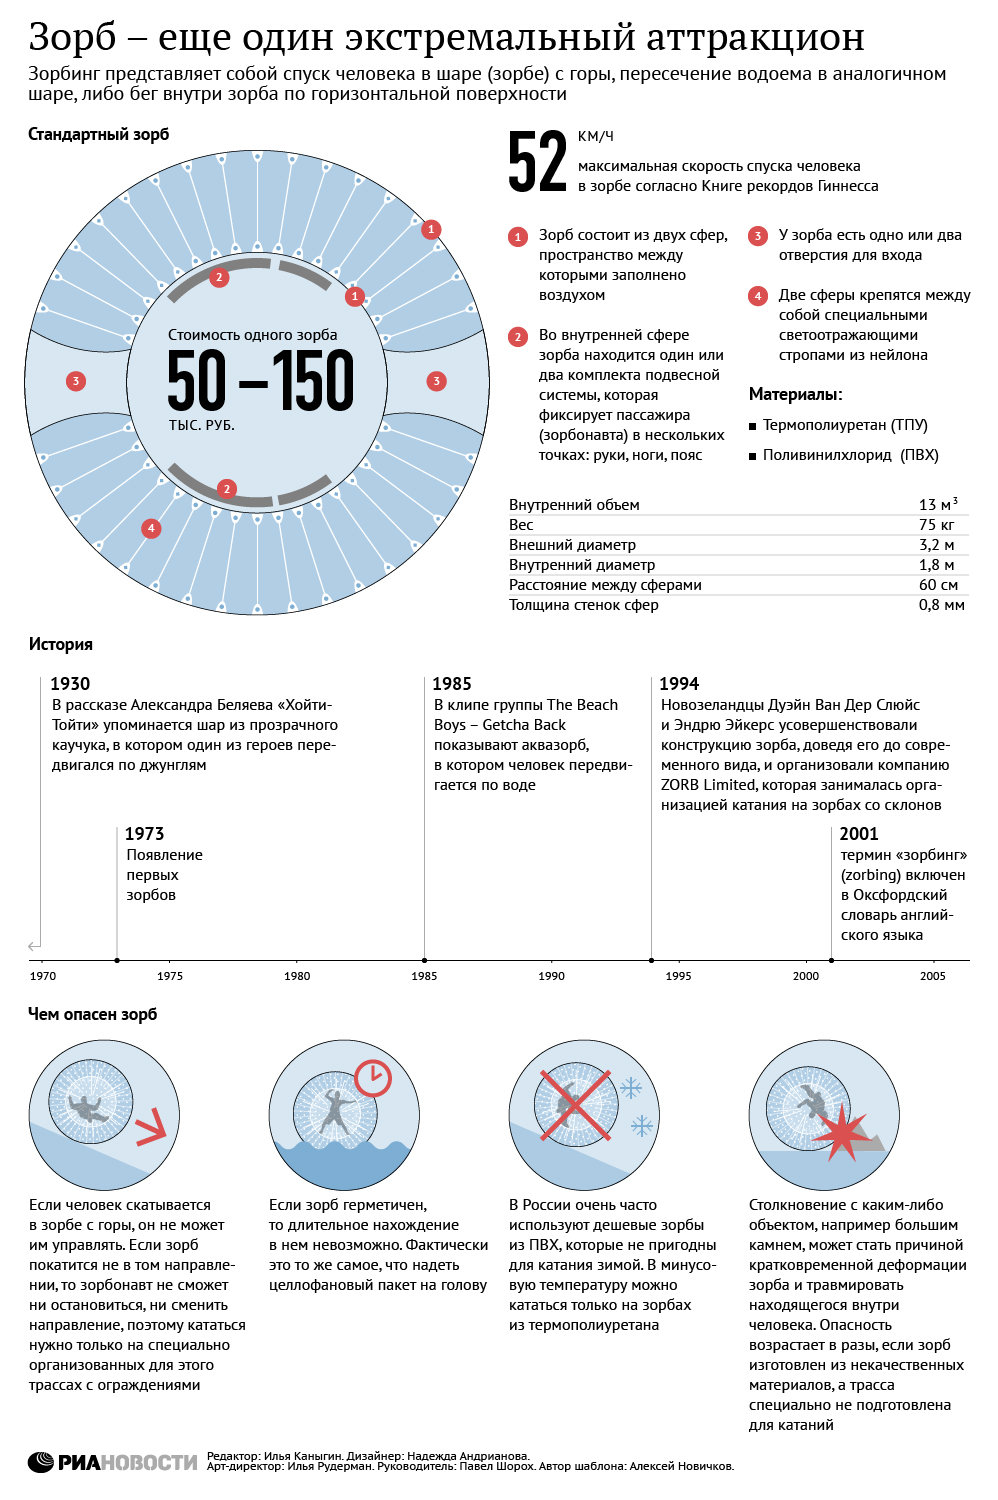 Зорб – еще один экстремальный аттракцион
Зорбинг представляет собой спуск человека в шаре (зорбе) с горы, пересечение водоема в аналогичном
шаре, либо бег внутри зорба по горизонтальной поверхности
Стандартный зорб
1
2
1
Стоимость одного зорба
50 – 150
ТЫС. РУБ.
3
3
2
4
52
КМ/Ч
максимальная скорость спуска человека
в зорбе согласно Книге рекордов Гиннесса
1
Зорб состоит из двух сфер,
пространство между
которыми заполнено
воздухом
2
Во внутренней сфере
зорба находится один или
два комплекта подвесной
системы, которая
фиксирует пассажира
(зорбонавта) в нескольких
точках: руки, ноги, пояс
3
У зорба есть одно или два
отверстия для входа
4
Две сферы крепятся между
собой специальными
светоотражающими
стропами из нейлона
Материалы:
Термополиуретан (ТПУ)
Поливинилхлорид (ПВХ)
Внутренний объем 13 м³
Вес 75 кг
Внешний диаметр 3,2 м
Внутренний диаметр 1,8 м
Расстояние между сферами 60 см
Толщина стенок сфер 0,8 мм
История
1930
В рассказе Александра Беляева «Хойти-
Тойти» упоминается шар из прозрачного
каучука, в котором один из героев пере-
двигался по джунглям
1973
Появление
первых
зорбов
1985
В клипе группы The Beach
Boys – Getcha Back
показывают аквазорб,
в котором человек передви-
гается по воде
1994
Новозеландцы Дуэйн Ван Дер Слюйс
и Эндрю Эйкерс усовершенствовали
конструкцию зорба, доведя его до совре-
менного вида, и организовали компанию
ZORB Limited, которая занималась орга-
низацией катания на зорбах со склонов
2001
термин «зорбинг»
(zorbing) включен
в Оксфордский
словарь англий-
ского языка
1970 1975 1980 1985 1990 1995 2000 2005
Чем опасен зорб
Если человек скатывается
в зорбе с горы, он не может
им управлять. Если зорб
покатится не в том направле-
нии, то зорбонавт не сможет
ни остановиться, ни сменить
направление, поэтому кататься
нужно только на специально
организованных для этого
трассах с ограждениями
Если зорб герметичен,
то длительное нахождение
в нем невозможно. Фактически
это то же самое, что надеть
целлофановый пакет на голову
В России очень часто
используют дешевые зорбы
из ПВХ, которые не пригодны
для катания зимой. В минусо-
вую температуру можно
кататься только на зорбах
из термополиуретана
Столкновение с каким-либо
объектом, например большим
камнем, может стать причиной
кратковременной деформации
зорба и травмировать
находящегося внутри
человека. Опасность
возрастает в разы, если зорб
изготовлен из некачественных
материалов, а трасса
специально не подготовлена
для катаний
РИАНОВОСТИ
Редактор: Илья Каныгин. Дизайнер: Надежда Андрианова.
Арт-директор: Илья Рудерман. Руководитель: Павел Шорох. Автор шаблона: Алексей Новичков.